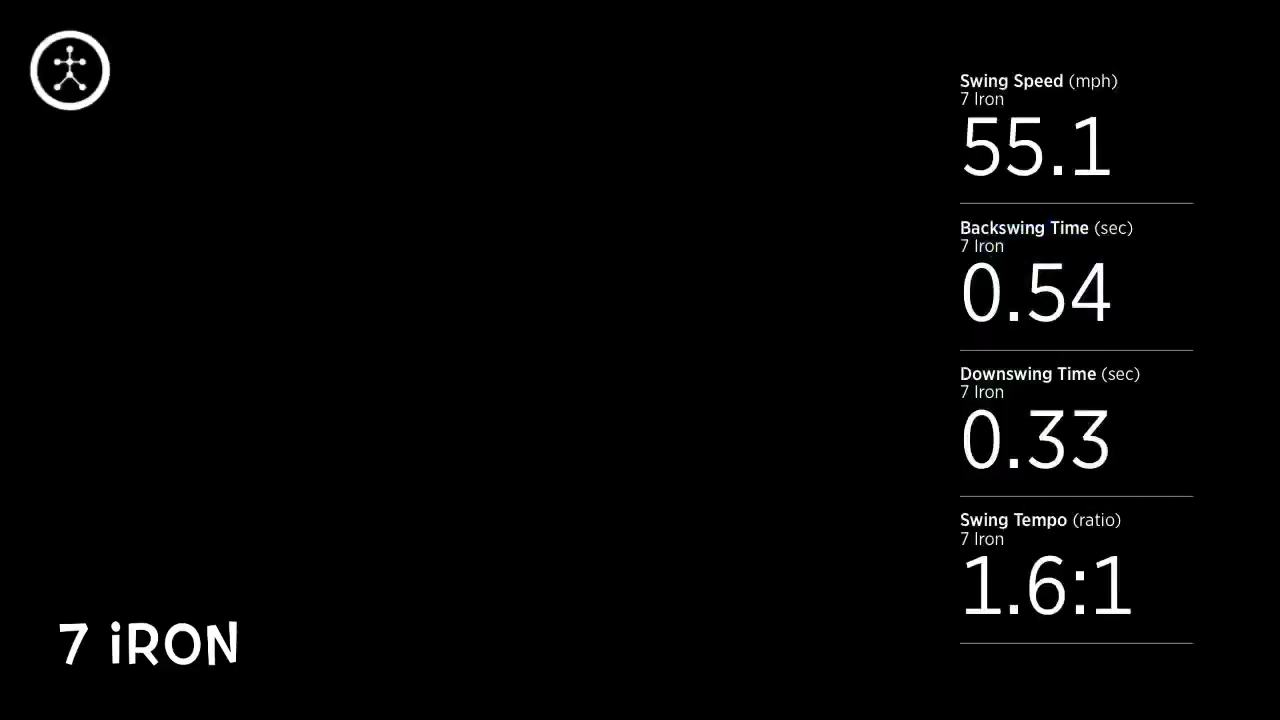 Swing Speed (mph)
7 Iron
55.1
Backswing Time (sec)
7 Iron
0.54
Downswing Time (sec)
7 Iron
0.33
Swing Tempo (ratio)
7 Iron
1.6:1
7 iRON